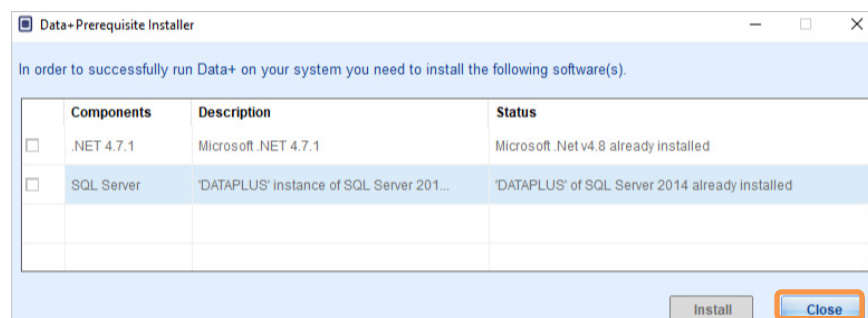 Data+ Prerequisite Installer
In order to successfully run Data+ on your system you need to install the following software(s).
Components Description Status
.NET 4.7.1 Microsoft .NET 4.7.1 Microsoft .Net v4.8 already installed
SQL Server 'DATAPLUS' instance of SQL Server 201... 'DATAPLUS' of SQL Server 2014 already installed
Install Close